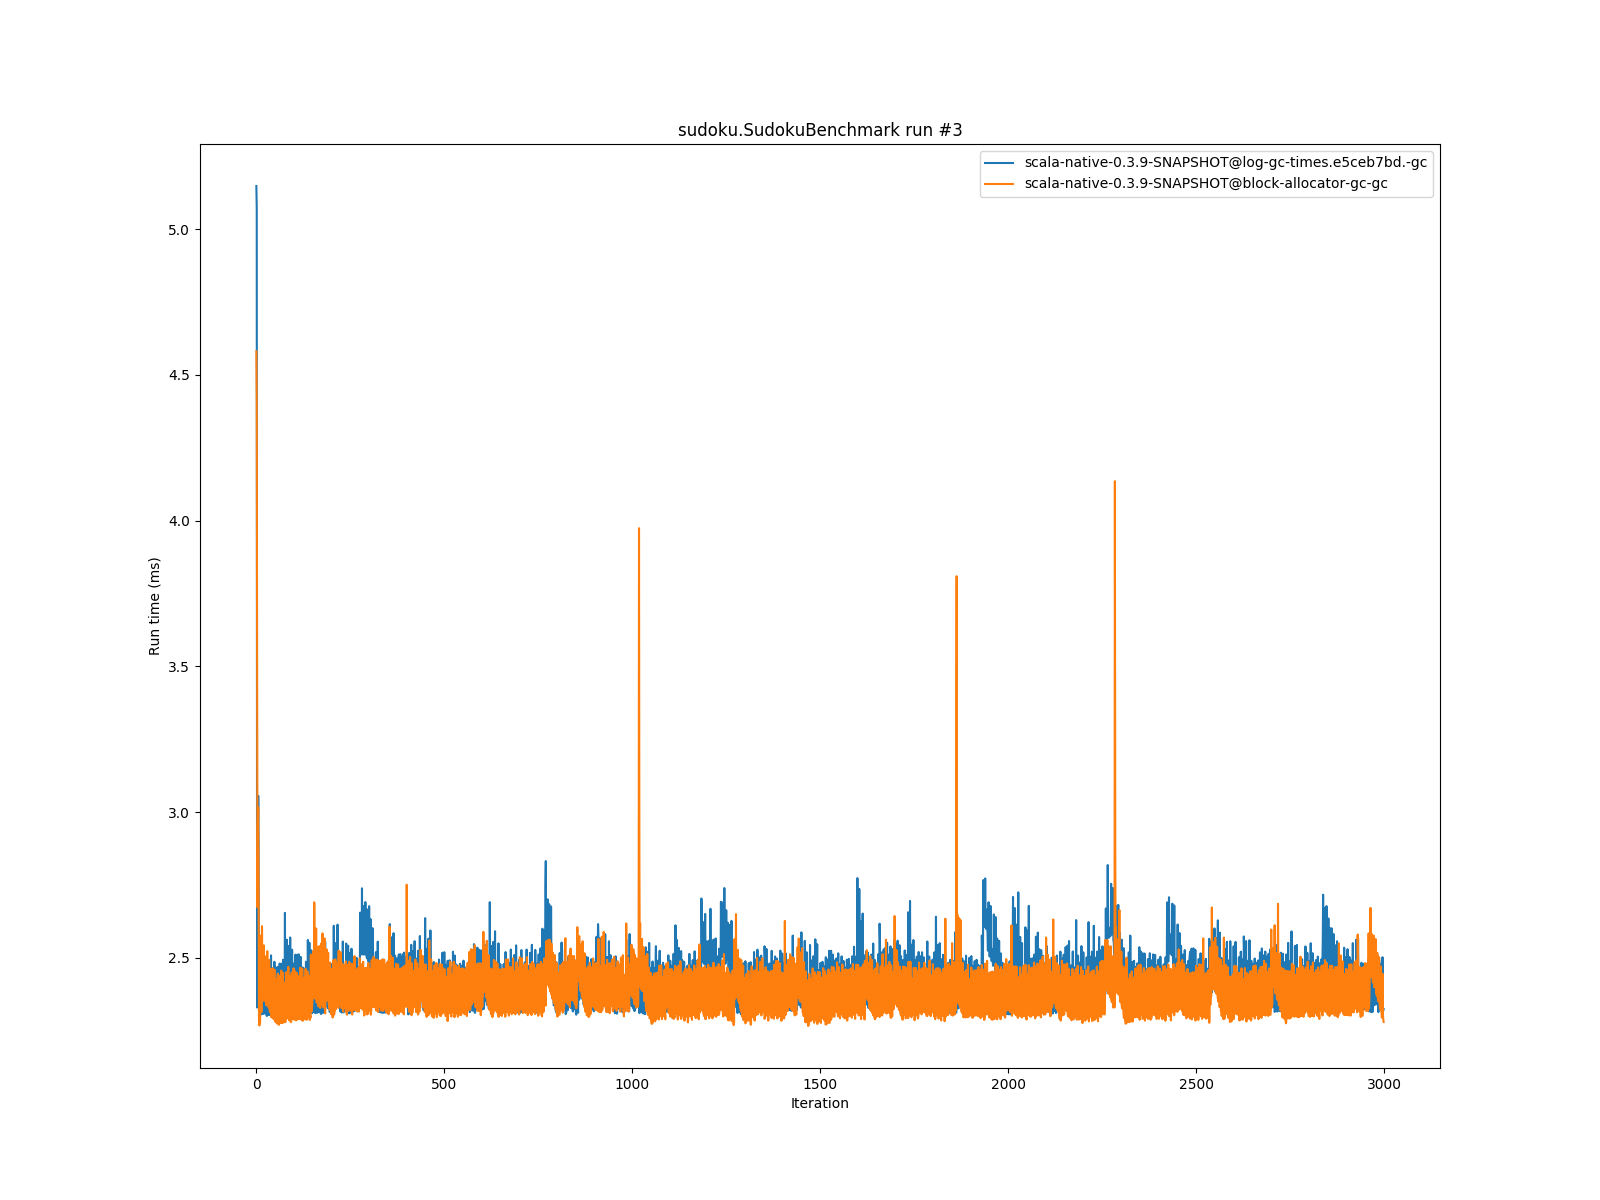 sudoku.SudokuBenchmark run #3
scala-native-0.3.9-SNAPSHOT@log-gc-times.e5ceb7bd.-gc
scala-native-0.3.9-SNAPSHOT@block-allocator-gc-gc
5.0
4.5
4.0
3.5
3.0
2.5
Run time (ms)
0 500 1000 1500 2000 2500 3000
Iteration